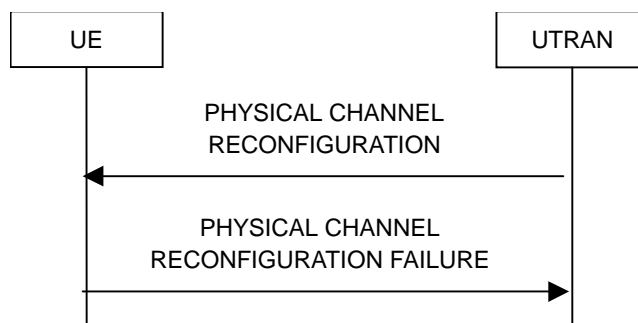 UE
UTRAN
PHYSICAL CHANNEL
RECONFIGURATION
PHYSICAL CHANNEL
RECONFIGURATION FAILURE